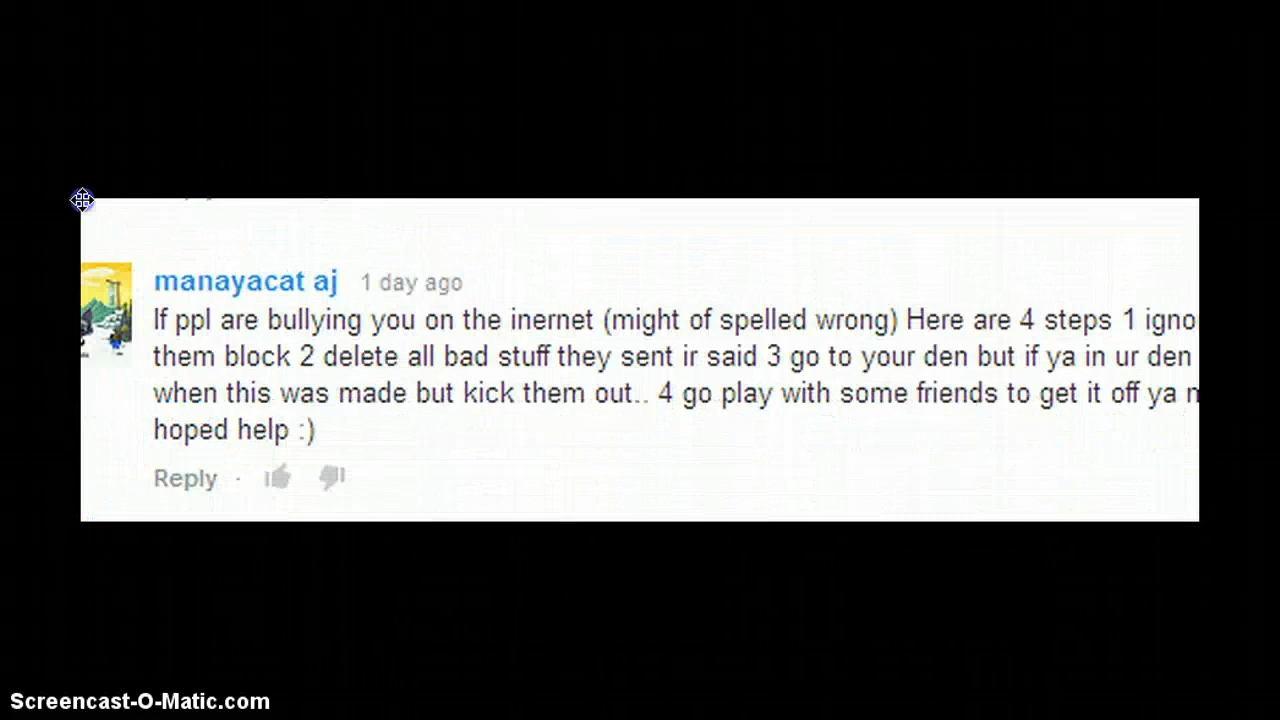 manayacat aj 1 day ago
If ppl are bullying you on the inernet (might of spelled wrong) Here are 4 steps 1 igno
them block 2 delete all bad stuff they sent ir said 3 go to your den but if ya in ur den
when this was made but kick them out.. 4 go play with some friends to get it off ya
hoped help :)
Reply ·
Screencast-O-Matic.com